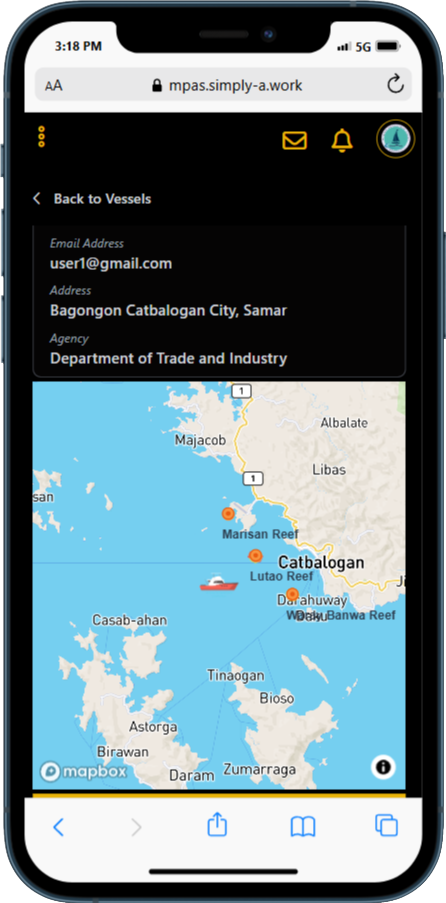 3:18 PM
5G
AA
mpas.simply-a.work
Back to Vessels
Email Address
user1@gmail.com
Address
Bagongon Catbalogan City, Samar
Agency
Department of Trade and Industry
1
Albalate
Majacob
Libas
1
san
Marisan Reef
Catbalogan
Lutao Reef
Ji
Darahuway
Daku
Banwa Reef
Casab-ahan
Tinaogan
Bioso
Astorga
Birawan
mapbox
Daram
Zumarraga